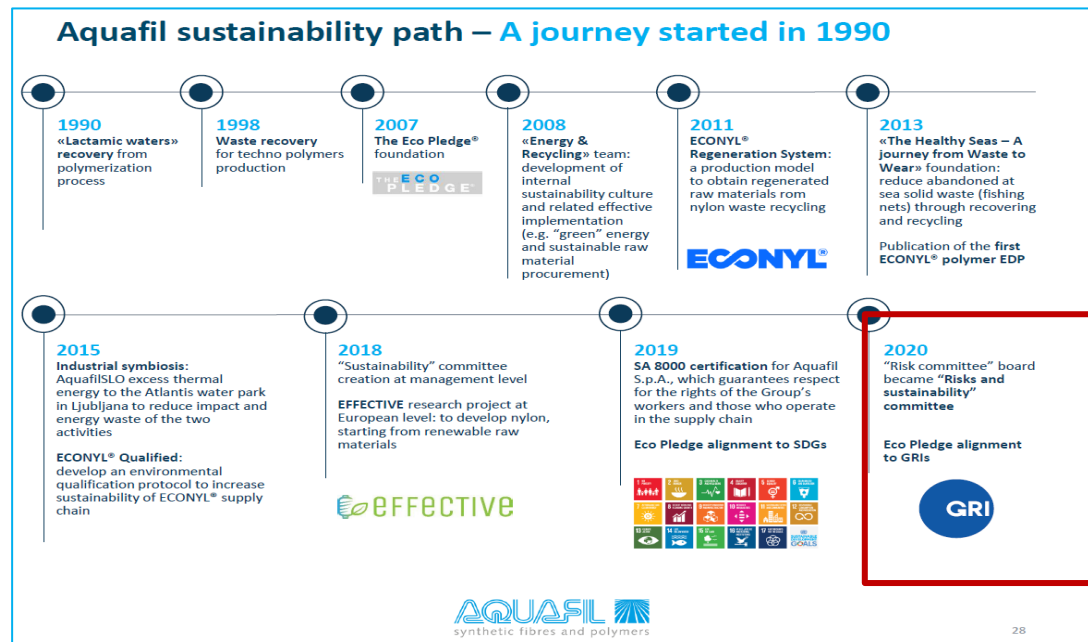 Aquafil sustainability path – A journey started in 1990
1990
«Lactamic waters»
recovery from
polymerization
process
1998
Waste recovery
for techno polymers
production
2007
The Eco Pledge®
foundation
THE ECO
PLEDGE
2008
«Energy &
Recycling» team:
development of
internal
sustainability culture
and related effective
implementation
(e.g. “green” energy
and sustainable raw
material
procurement)
2011
ECONYL®
Regeneration System:
a production model
to obtain regenerated
raw materials rom
nylon waste recycling
ECONYL®
2013
«The Healthy Seas – A
journey from Waste to
Wear» foundation:
reduce abandoned at
sea solid waste (fishing
nets) through recovering
and recycling
Publication of the first
ECONYL® polymer EDP
2015
Industrial symbiosis:
AquafilSLO excess thermal
energy to the Atlantis water park
in Ljubljana to reduce impact and
energy waste of the two
activities
ECONYL® Qualified:
develop an environmental
qualification protocol to increase
sustainability of ECONYL® supply
chain
2018
“Sustainability” committee
creation at management level
EFFECTIVE research project at
European level: to develop nylon,
starting from renewable raw
materials
effective
2019
SA 8000 certification for Aquafil
S.p.A., which guarantees respect
for the rights of the Group’s
workers and those who operate
in the supply chain
Eco Pledge alignment to SDGs
GOALS
2020
“Risk committee” board
became “Risks and
sustainability”
committee
Eco Pledge alignment
to GRIs
GRI
AQUAFIL
synthetic fibres and polymers
28